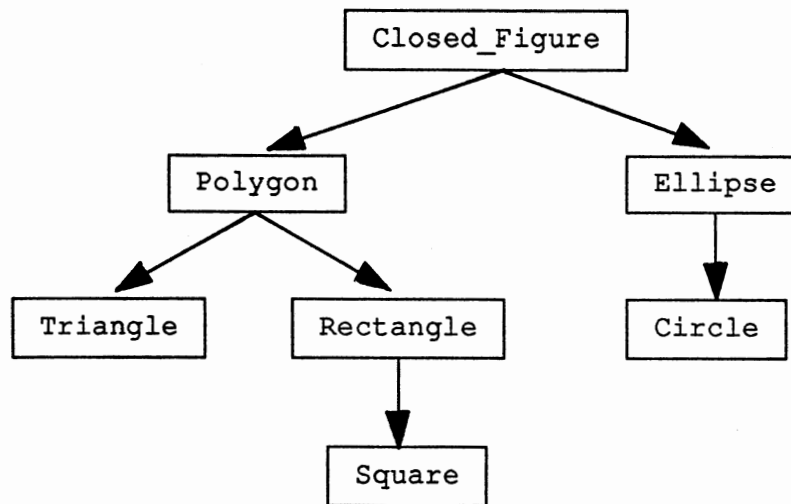 Closed_Figure
Polygon
Ellipse
Triangle
Rectangle
Circle
Square